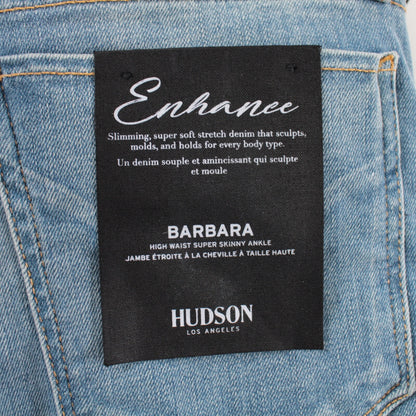 Enhance
Slimming, super soft stretch denim that sculpts,
molds, and holds for every body type.
Un denim souple et amincissant qui sculpte
et moule
BARBARA
HIGH WAIST SUPER SKINNY ANKLE
JAMBE ÉTROITE À LA CHEVILLE À TAILLE HAUTE
HUDSON
LOS ANGELES